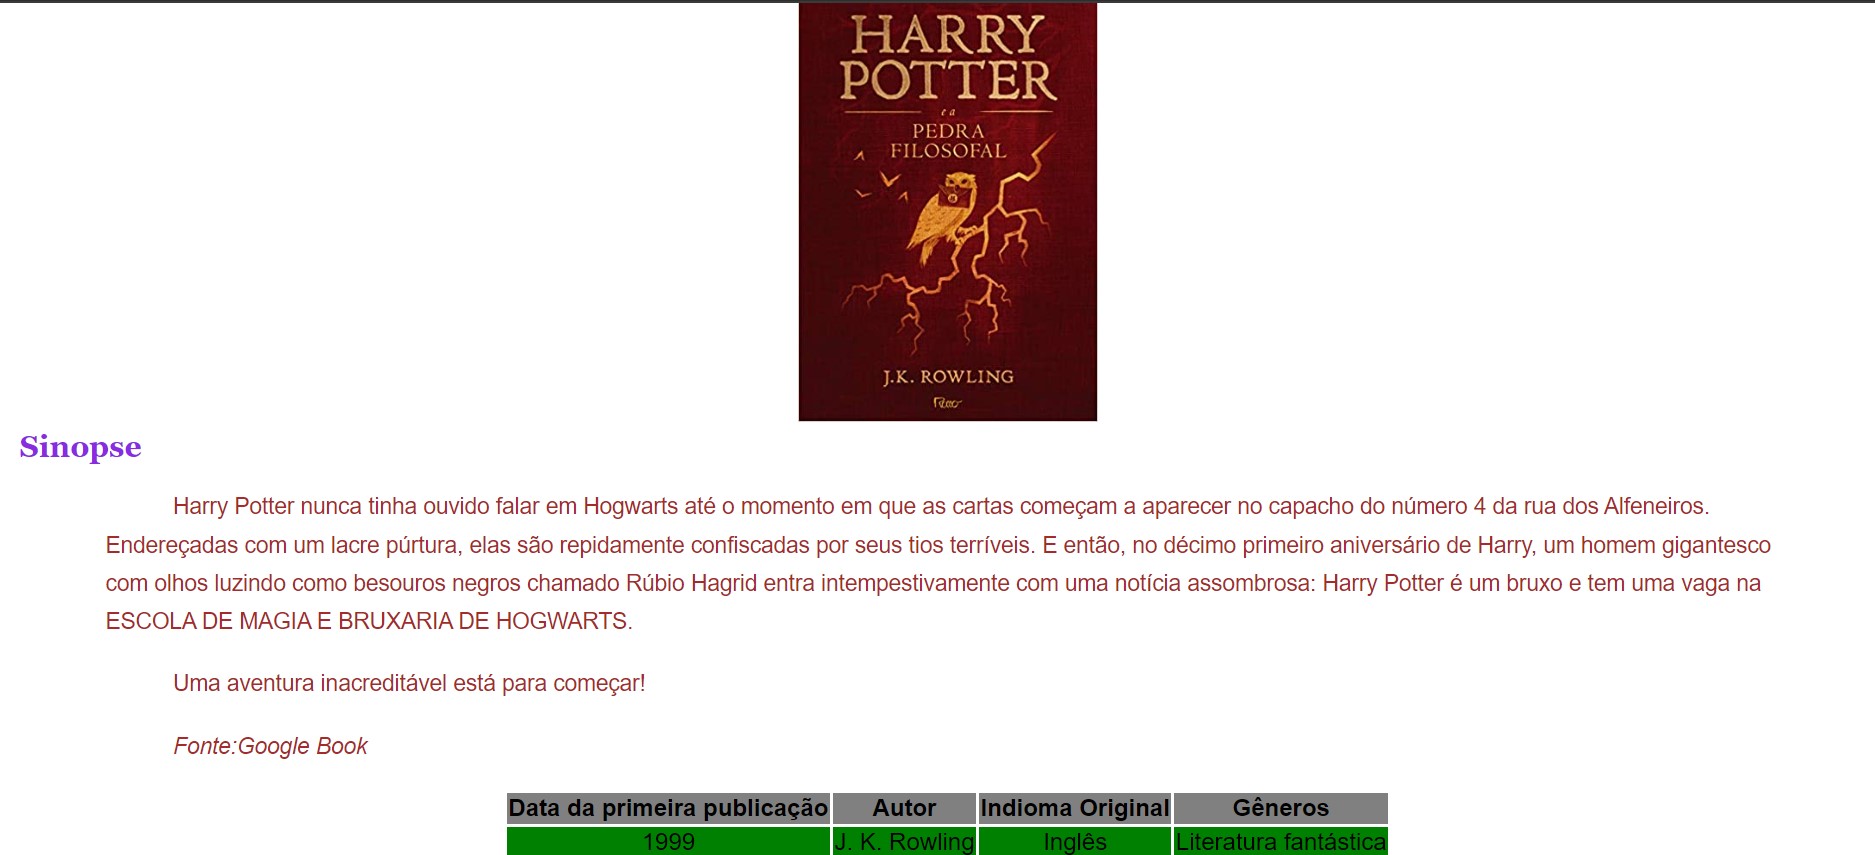 HARRY
POTTER
e a
PEDRA
FILOSOFAL
J.K. ROWLING
Rocco
Sinopse
Harry Potter nunca tinha ouvido falar em Hogwarts até o momento em que as cartas começam a aparecer no capacho do número 4 da rua dos Alfeneiros.
Endereçadas com um lacre púrtura, elas são repidamente confiscadas por seus tios terríveis. E então, no décimo primeiro aniversário de Harry, um homem gigantesco
com olhos luzindo como besouros negros chamado Rúbio Hagrid entra intempestivamente com uma notícia assombrosa: Harry Potter é um bruxo e tem uma vaga na
ESCOLA DE MAGIA E BRUXARIA DE HOGWARTS.
Uma aventura inacreditável está para começar!
Fonte:Google Book
Data da primeira publicação Autor Indioma Original Gêneros
1999 J. K. Rowling Inglês Literatura fantástica